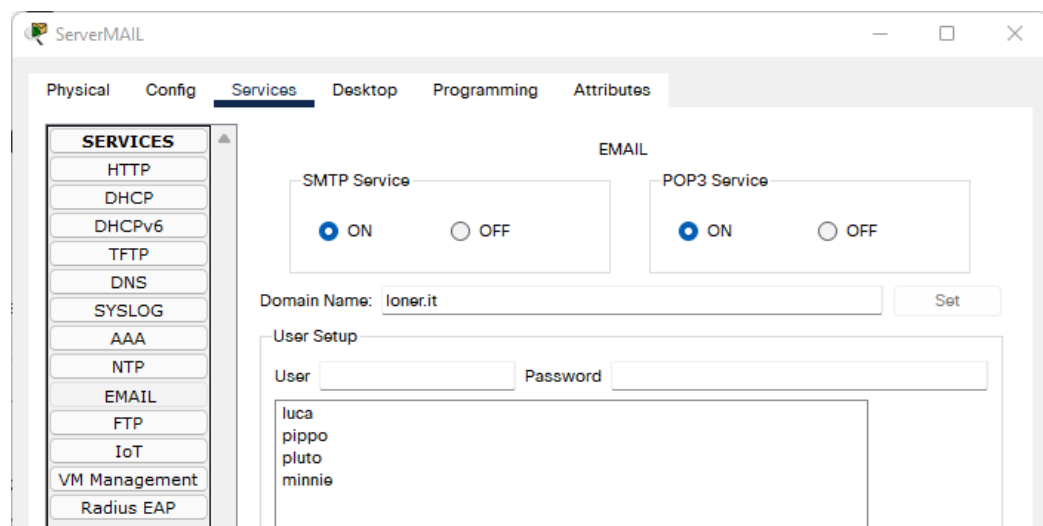 ServerMAIL
Physical Config Services Desktop Programming Attributes
SERVICES
HTTP
DHCP
DHCPv6
TFTP
DNS
SYSLOG
AAA
NTP
EMAIL
FTP
IoT
VM Management
Radius EAP
EMAIL
SMTP Service
ON OFF
POP3 Service
ON OFF
Domain Name: loner.it Set
User Setup
User Password
luca
pippo
pluto
minnie